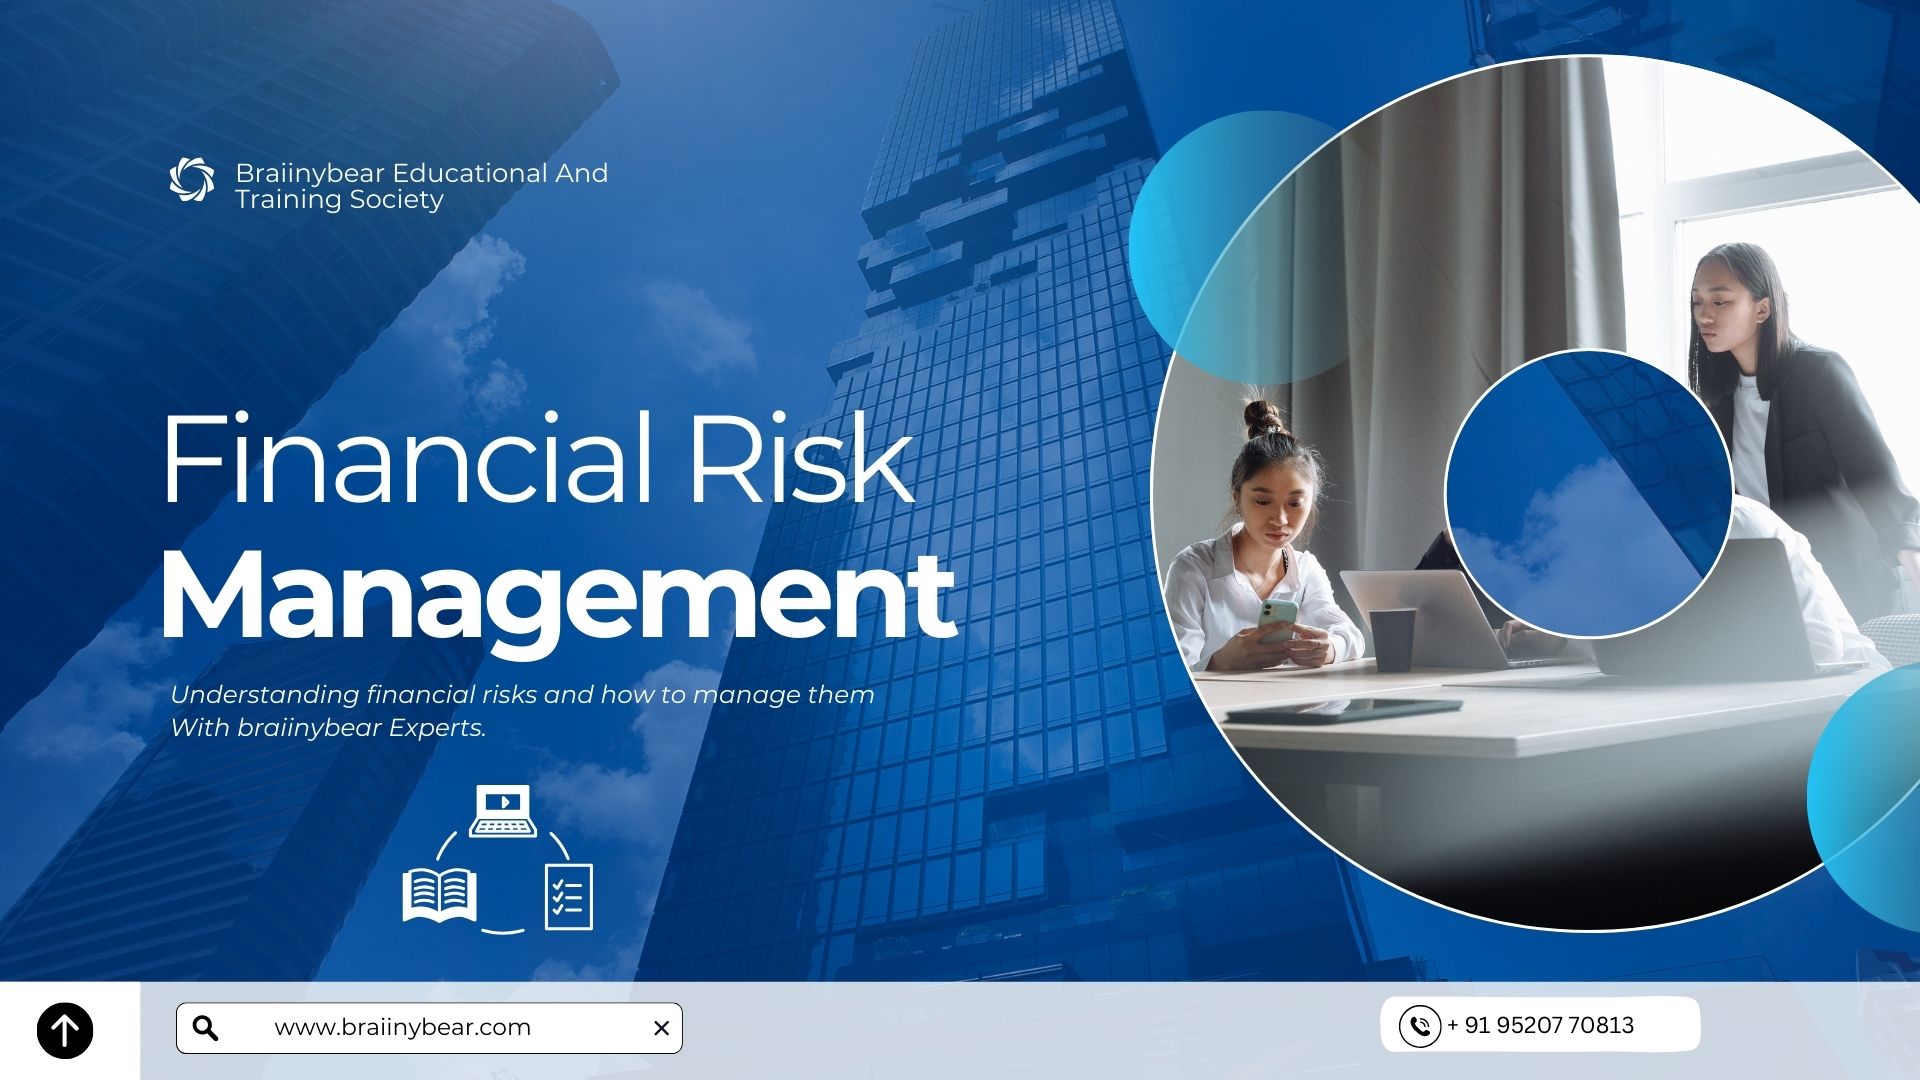 Braiinybear Educational And
Training Society
Financial Risk
Management
Understanding financial risks and how to manage them
With braiinybear Experts.
www.braiinybear.com
+ 91 95207 70813